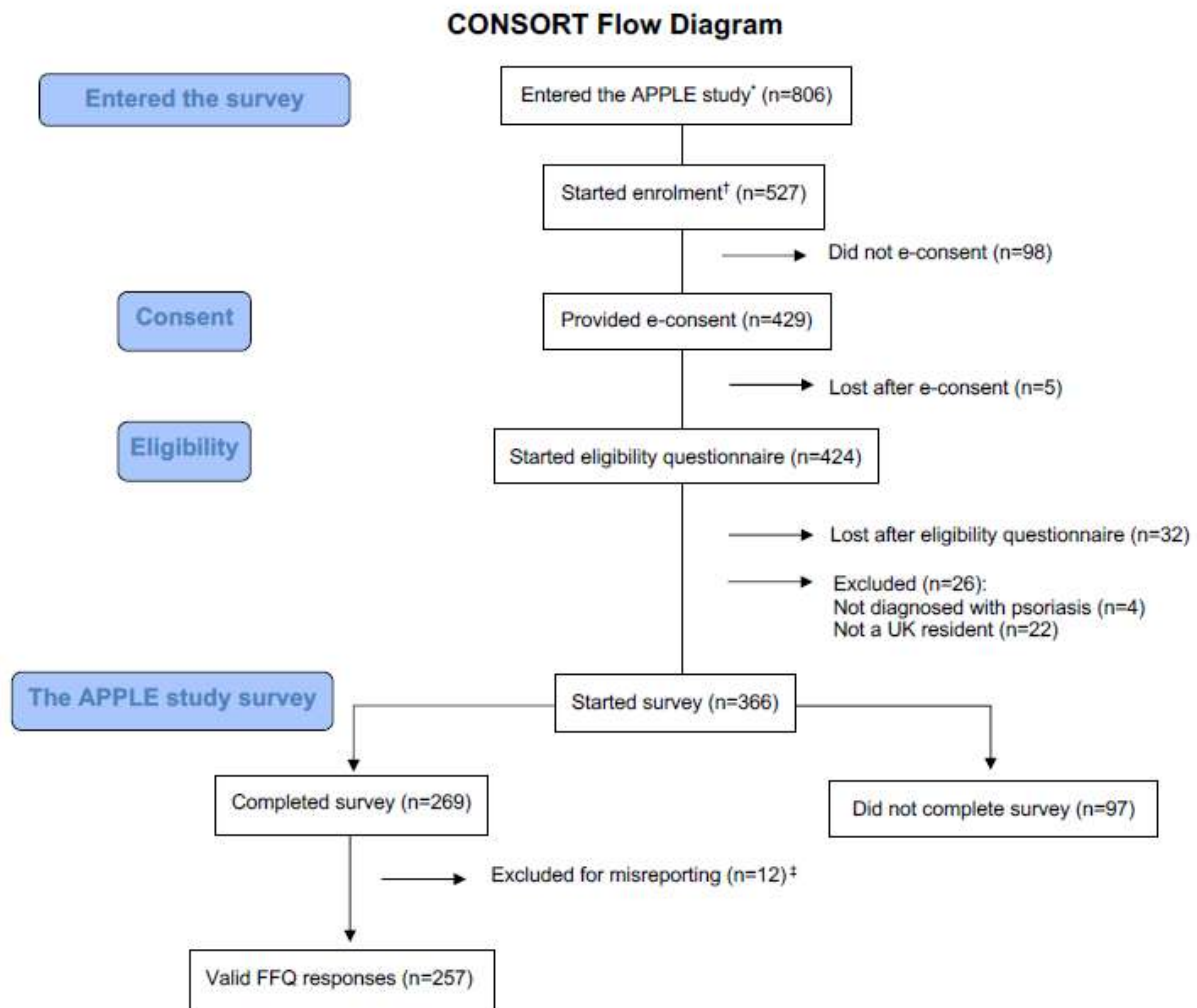 CONSORT Flow Diagram
Entered the survey
Entered the APPLE study* (n=806)
Started enrolment† (n=527)
Did not e-consent (n=98)
Consent
Provided e-consent (n=429)
Lost after e-consent (n=5)
Eligibility
Started eligibility questionnaire (n=424)
Lost after eligibility questionnaire (n=32)
Excluded (n=26):
Not diagnosed with psoriasis (n=4)
Not a UK resident (n=22)
The APPLE study survey
Started survey (n=366)
Completed survey (n=269)
Did not complete survey (n=97)
Excluded for misreporting (n=12)‡
Valid FFQ responses (n=257)